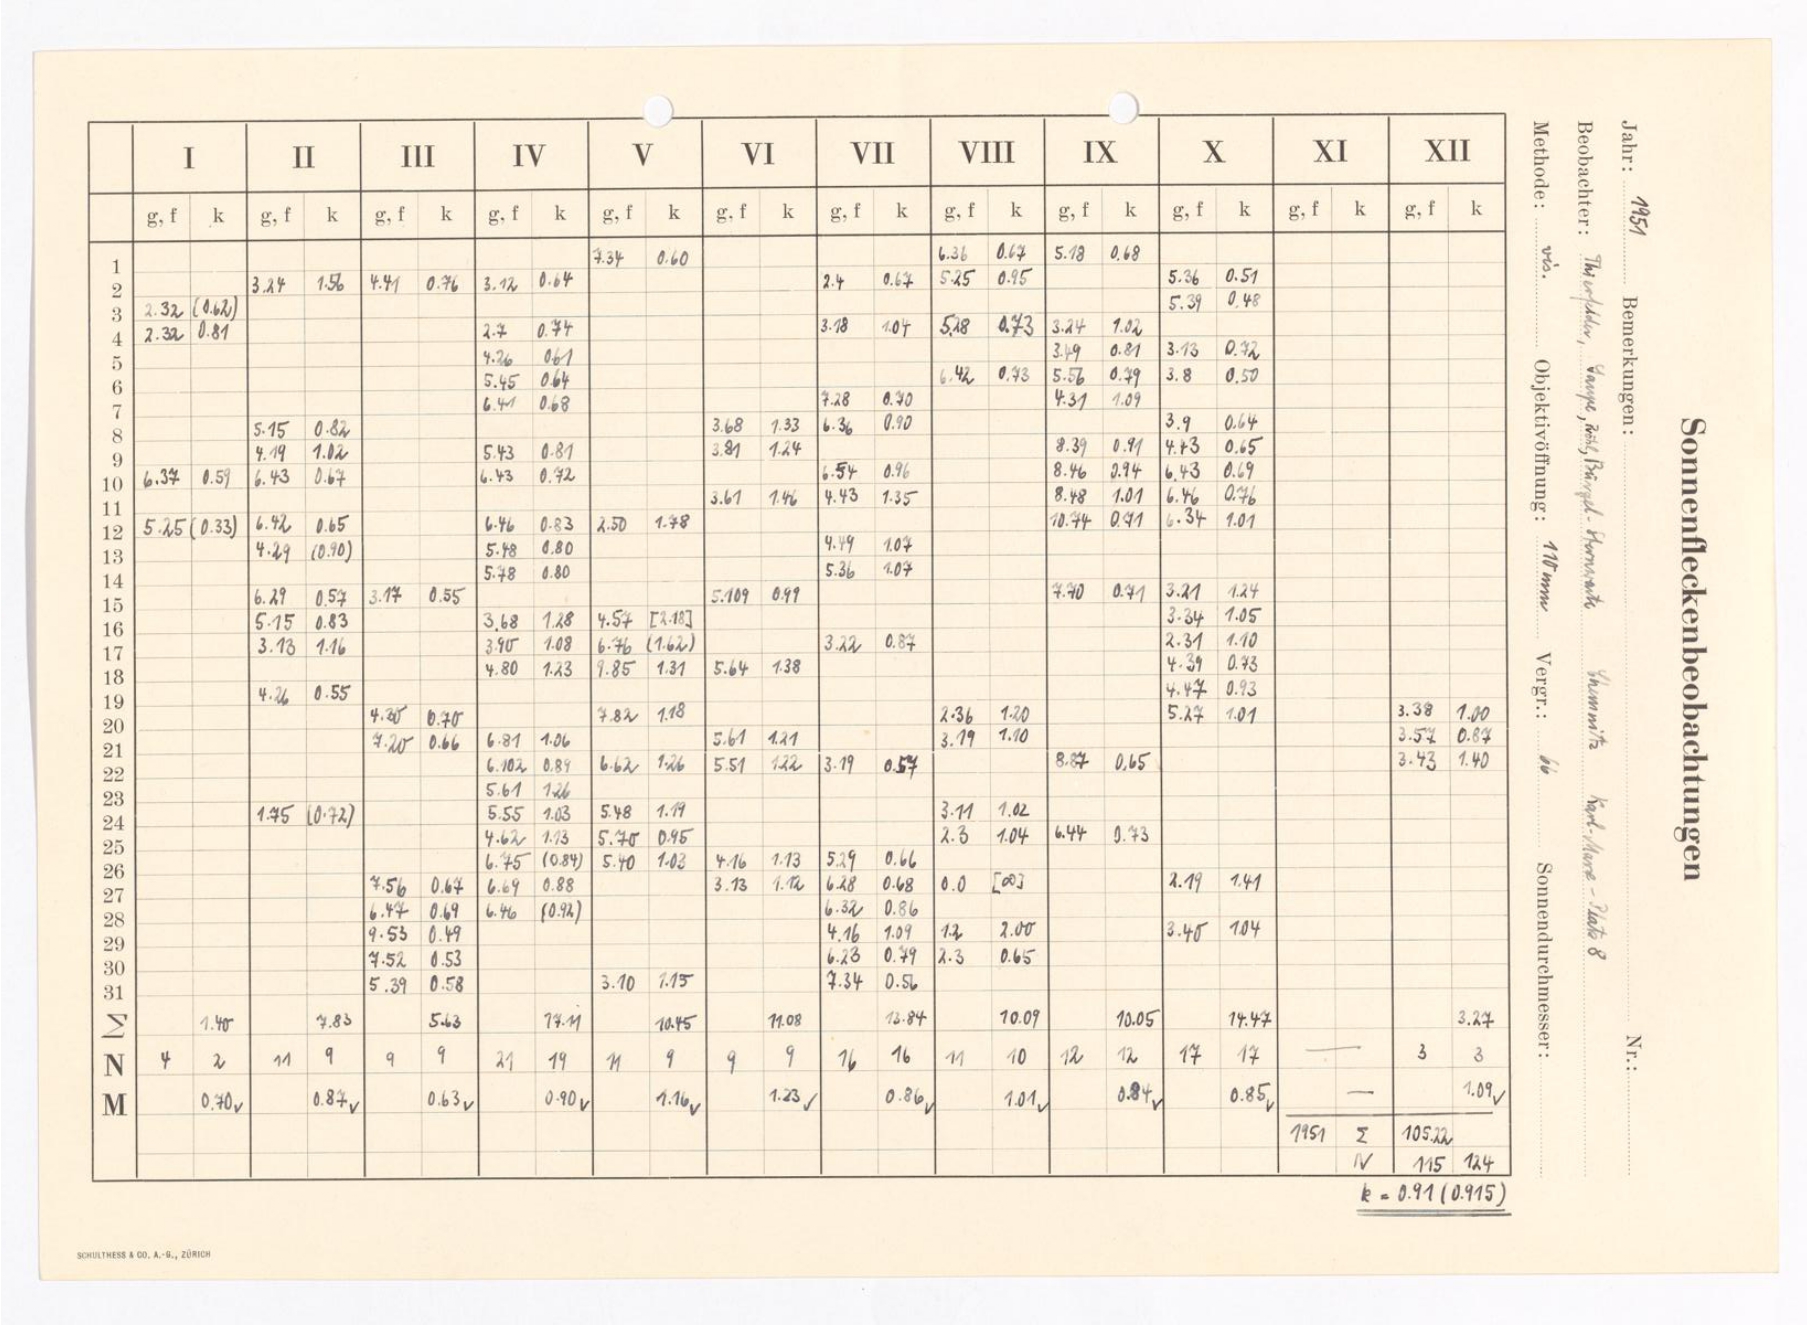 Sonnenfleckenbeobachtungen
Jahr: 1951 Bemerkungen: Nr.:
Beobachter: Karl-Marx-Platz 8
Methode: vis. Objektivöffnung: 110 mm Vergr.: 66 Sonnendurchmesser:
I II III IV V VI VII VIII IX X XI XII
g, f k g, f k g, f k g, f k g, f k g, f k g, f k g, f k g, f k g, f k g, f k g, f k
1 7.34 0.60 6.36 0.67 5.18 0.68
2 3.24 1.56 4.41 0.76 3.12 0.64 2.4 0.67 5.25 0.95 5.36 0.51
3 2.32 (0.62) 5.39 0.48
4 2.32 0.81 2.7 0.74 3.18 1.04 5.28 0.73 3.24 1.02
5 4.26 0.61 3.49 0.81 3.13 0.72
6 5.45 0.64 6.42 0.73 5.56 0.79 3.8 0.50
7 6.41 0.68 7.28 0.70 4.31 1.09
8 5.15 0.82 3.68 1.33 6.36 0.90 3.9 0.64
9 4.19 1.02 5.43 0.81 3.81 1.24 8.39 0.91 4.43 0.65
10 6.37 0.59 6.43 0.67 6.43 0.72 6.54 0.96 8.46 0.94 6.43 0.69
11 3.61 1.46 4.43 1.35 8.48 1.01 6.46 0.76
12 5.25 (0.33) 6.42 0.65 6.46 0.83 2.50 1.78 10.74 0.71 6.34 1.01
13 4.29 (0.90) 5.48 0.80 4.49 1.07
14 5.78 0.80 5.36 1.07
15 6.29 0.57 3.17 0.55 5.109 0.99 7.70 0.71 3.21 1.24
16 5.15 0.83 3.68 1.28 4.57 [2.18] 3.34 1.05
17 3.13 1.16 3.90 1.08 6.76 (1.62) 3.22 0.87 2.31 1.10
18 4.80 1.23 9.85 1.31 5.64 1.38 4.39 0.73
19 4.26 0.55 4.47 0.93
20 4.20 0.70 7.82 1.18 2.36 1.20 5.27 1.01 3.38 1.00
21 7.20 0.66 6.81 1.06 5.61 1.21 3.19 1.10 3.57 0.87
22 6.102 0.89 6.62 1.26 5.51 1.22 3.19 0.57 8.87 0.65 3.43 1.40
23 5.61 1.26
24 1.75 (0.72) 5.55 1.03 5.48 1.19 3.11 1.02
25 4.62 1.13 5.70 0.95 2.3 1.04 6.44 0.73
26 6.75 (0.84) 5.40 1.03 4.16 1.13 5.29 0.66
27 7.56 0.67 6.69 0.88 3.13 1.12 6.28 0.68 0.0 [∞] 2.19 1.41
28 6.47 0.69 6.46 (0.92) 6.32 0.86
29 9.53 0.49 4.16 1.09 1.2 2.00 3.40 1.04
30 7.52 0.53 6.23 0.79 2.3 0.65
31 5.39 0.58 3.10 1.15 7.34 0.56
Σ 1.40 7.83 5.63 17.11 10.45 11.08 13.84 10.09 10.05 14.47 3.27
N 4 2 11 9 9 9 21 19 11 9 9 9 16 16 11 10 12 12 17 17 — 3 3
M 0.70✓ 0.87✓ 0.63✓ 0.90✓ 1.16✓ 1.23✓ 0.86✓ 1.01✓ 0.84✓ 0.85✓ — 1.09✓
1951 Σ 105.22
N 115 124
k = 0.91 (0.915)
SCHULTHESS & CO. A.-G., ZÜRICH